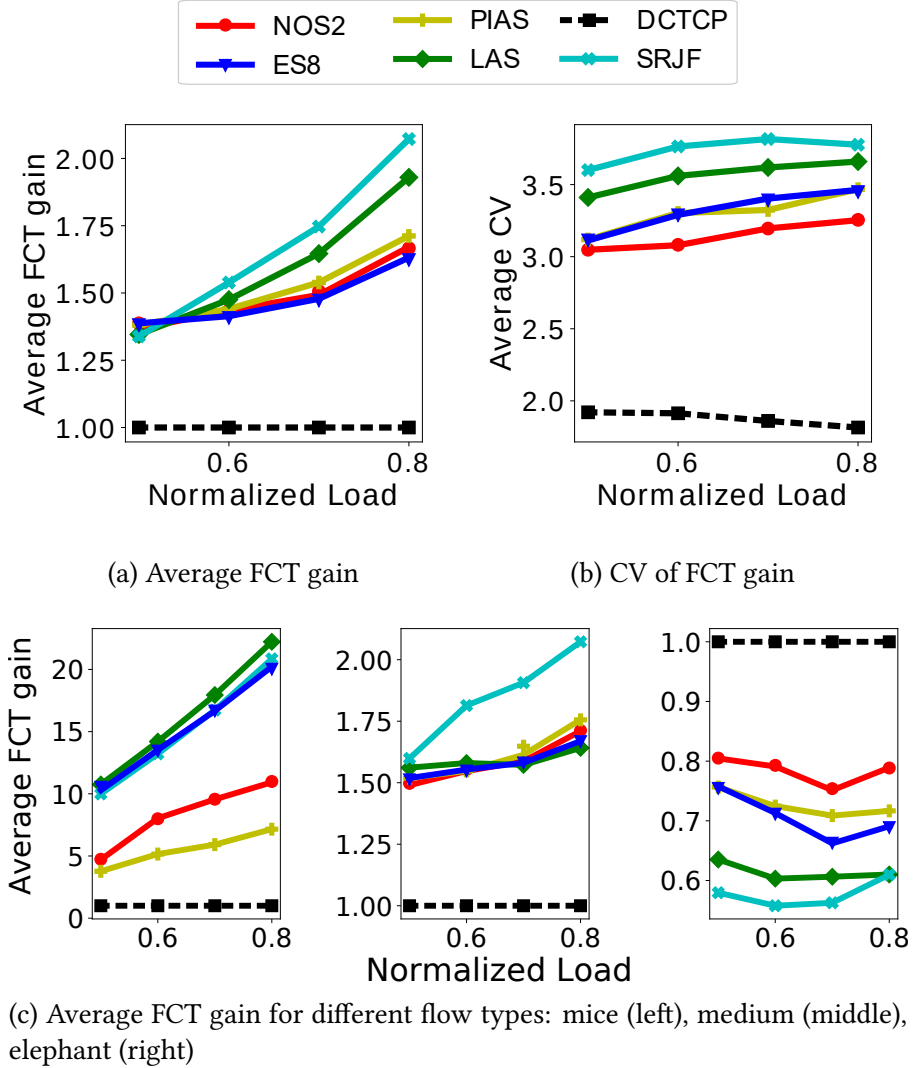 NOS2 PIAS DCTCP
ES8 LAS SRJF
Average FCT gain
2.00
1.75
1.50
1.25
1.00
0.6 0.8
Normalized Load
Average CV
3.5
3.0
2.5
2.0
0.6 0.8
Normalized Load
(a) Average FCT gain
(b) CV of FCT gain
Average FCT gain
20
15
10
5
0
0.6 0.8
2.00
1.75
1.50
1.25
1.00
0.6 0.8
1.0
0.9
0.8
0.7
0.6
0.6 0.8
Normalized Load
(c) Average FCT gain for different flow types: mice (left), medium (middle),
elephant (right)